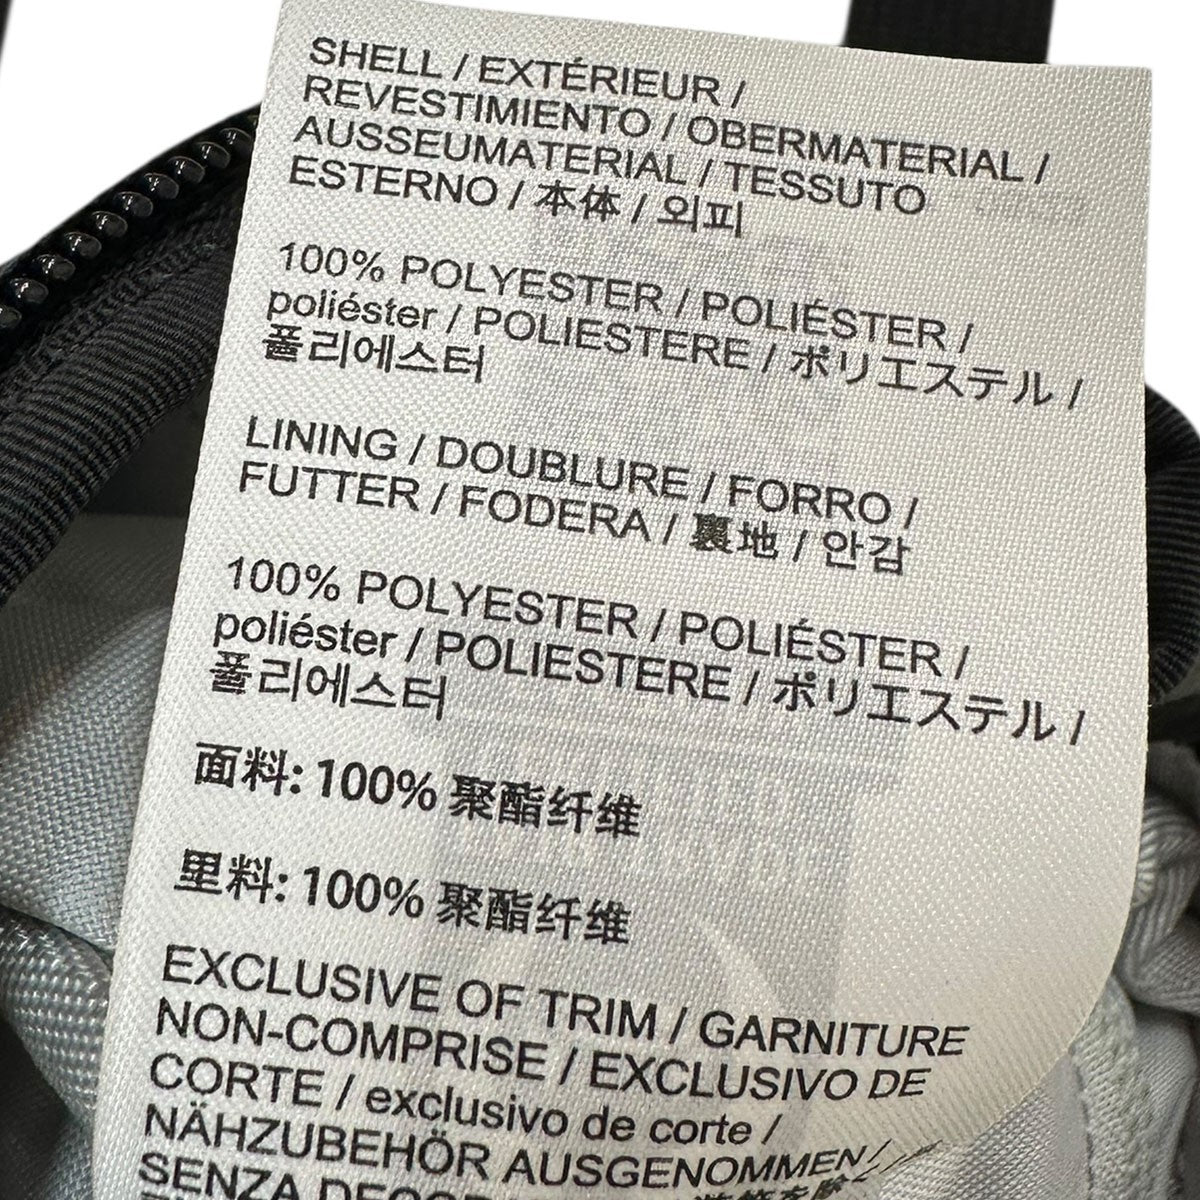 SHELL / EXTÉRIEUR /
REVESTIMIENTO / OBERMATERIAL /
AUSSEUMATERIAL / TESSUTO
ESTERNO / 本体 / 외피
100% POLYESTER / POLIÉSTER /
poliéster / POLIESTERE / ポリエステル /
폴리에스터
LINING / DOUBLURE / FORRO /
FUTTER / FODERA / 裏地 / 안감
100% POLYESTER / POLIÉSTER /
poliéster / POLIESTERE / ポリエステル /
폴리에스터
面料: 100% 聚酯纤维
里料: 100% 聚酯纤维
EXCLUSIVE OF TRIM / GARNITURE
NON-COMPRISE / EXCLUSIVO DE
CORTE / exclusivo de corte /
NÄHZUBEHÖR AUSGENOMMEN /
SENZA